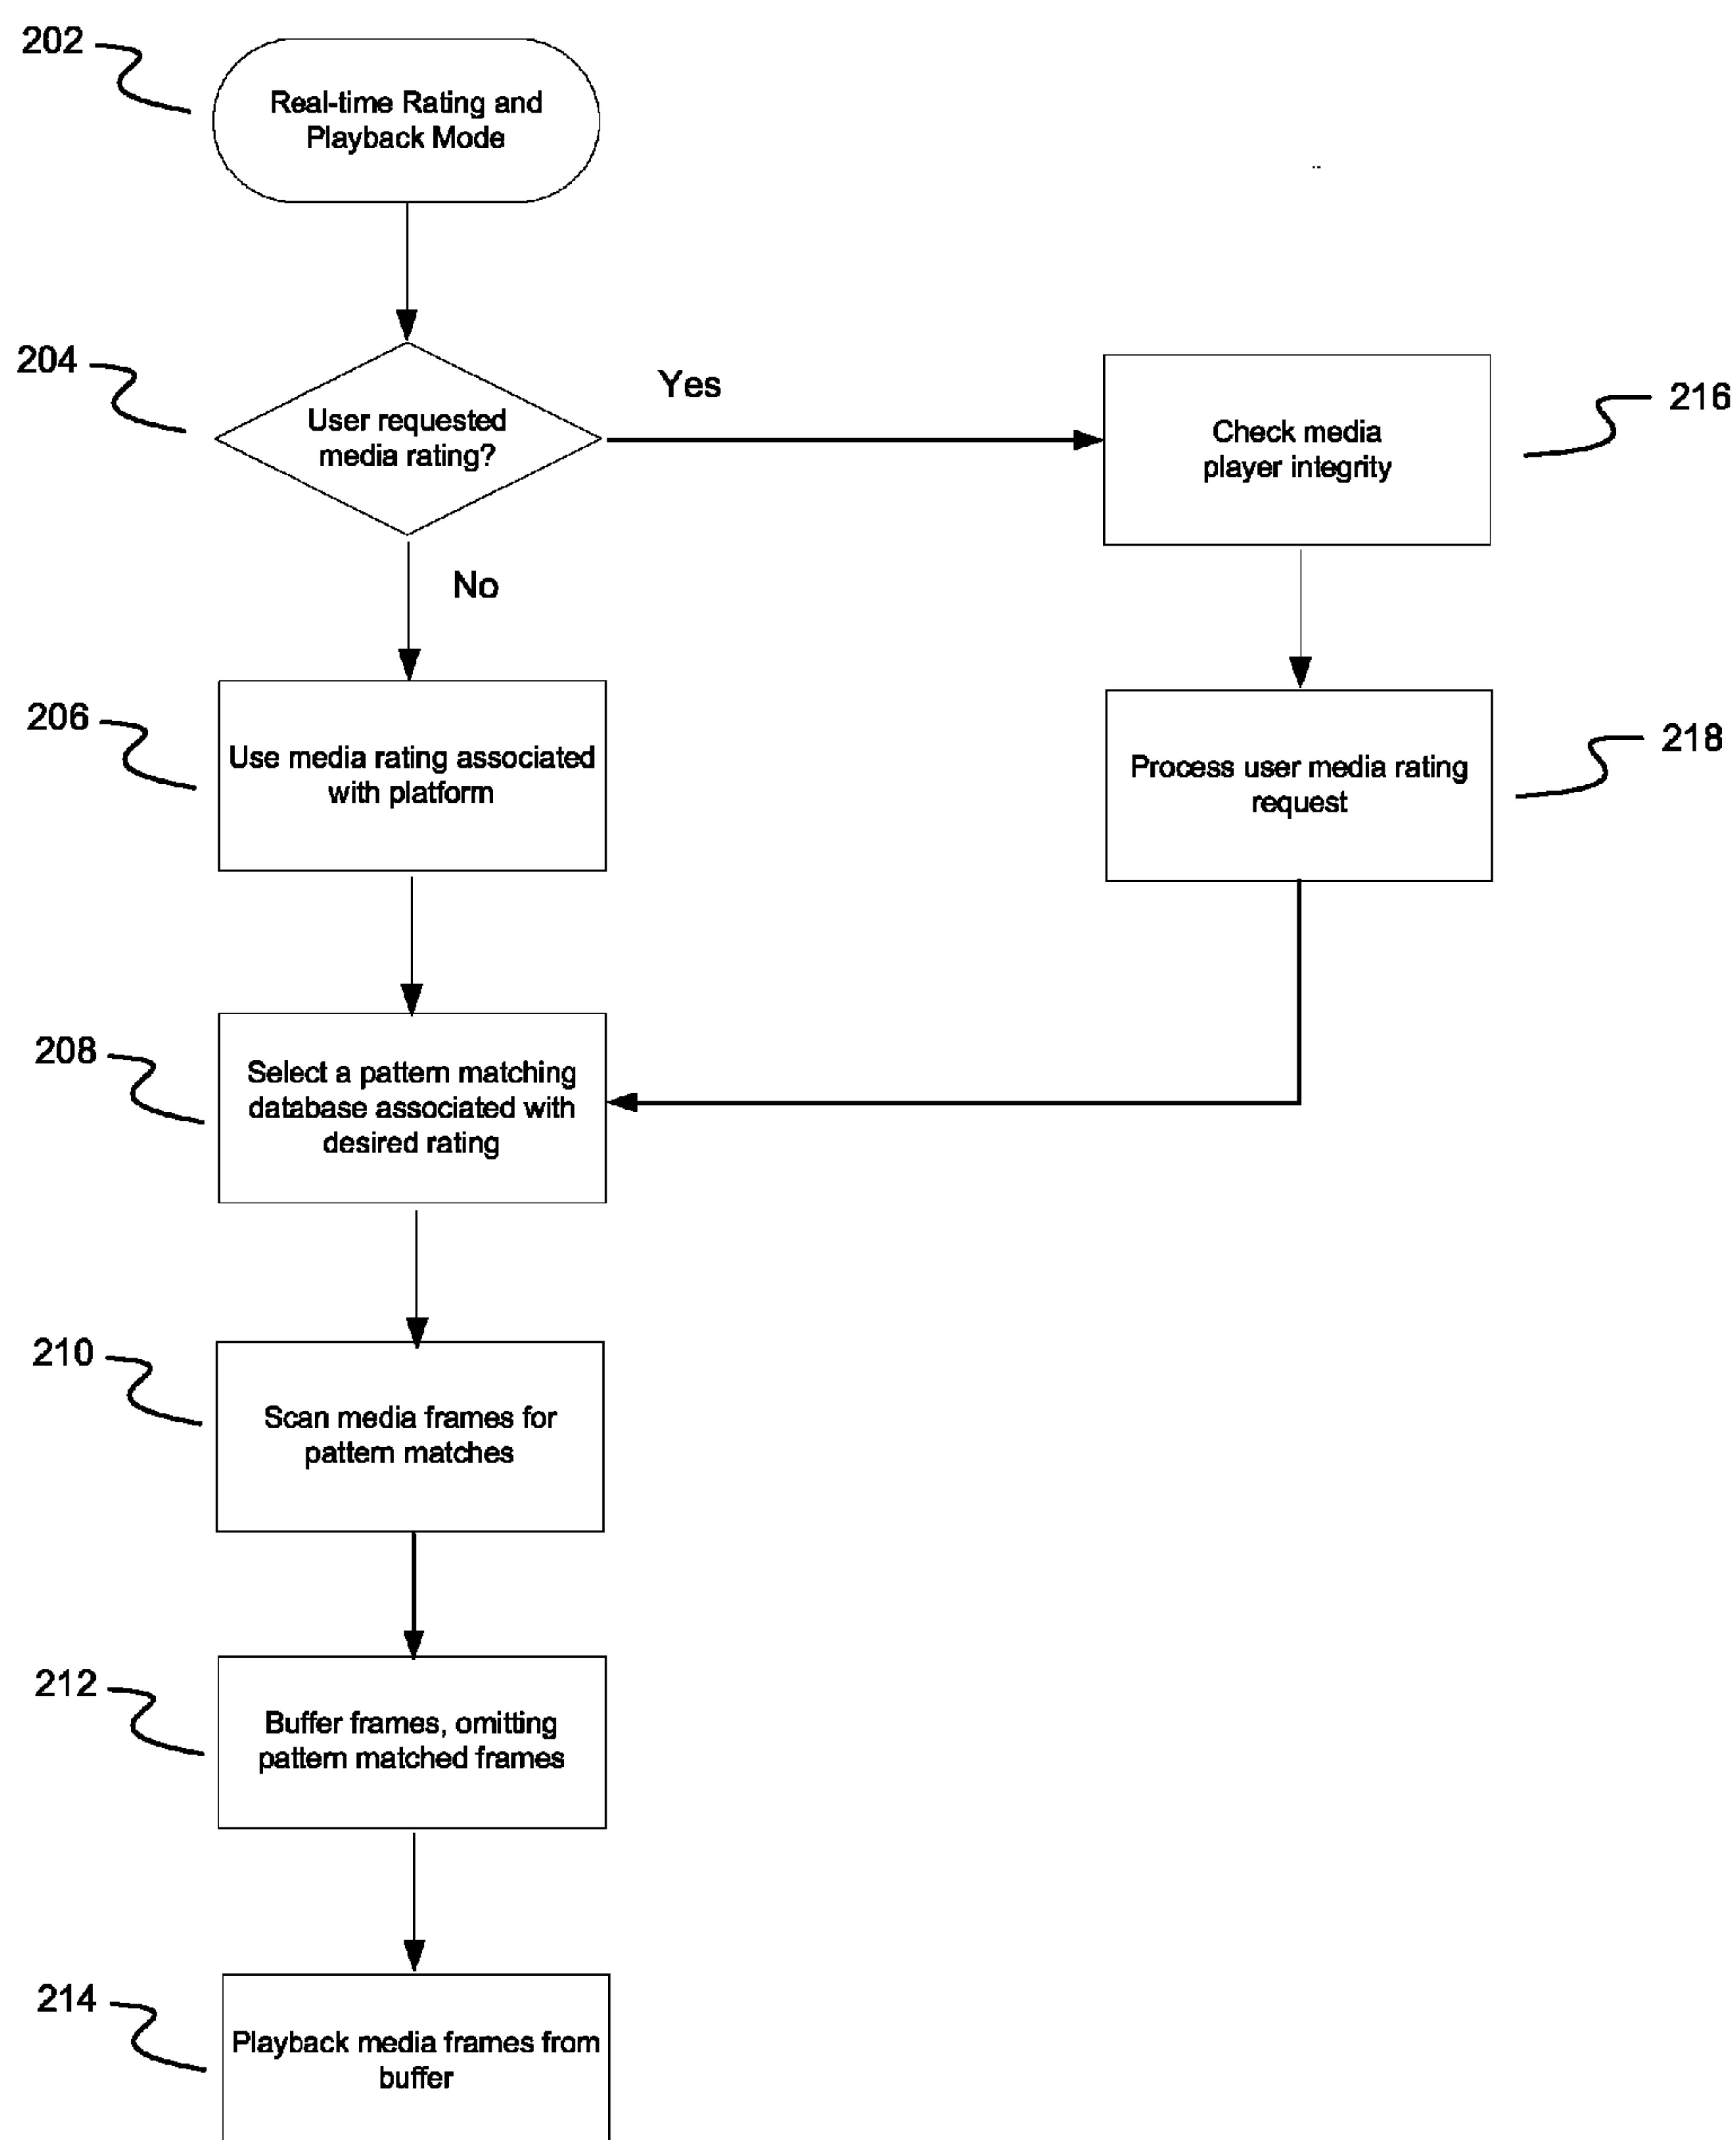 202
Real-time Rating and
Playback Mode
204
User requested
media rating?
Yes
Check media
player integrity
216
No
206
Use media rating associated
with platform
Process user media rating
request
218
208
Select a pattern matching
database associated with
desired rating
210
Scan media frames for
pattern matches
212
Buffer frames, omitting
pattern matched frames
214
Playback media frames from
buffer